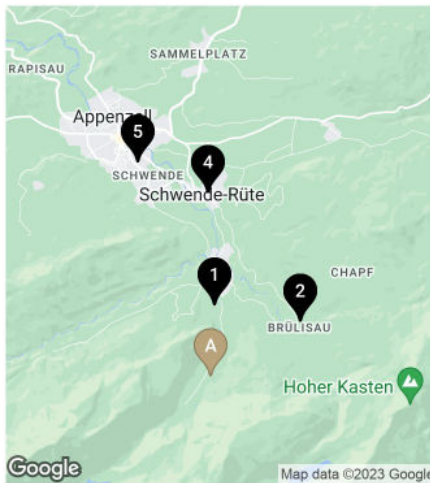 SAMMELPLATZ
RAPISAU
Appenzell
5
4
SCHWENDE
Schwende-Rüte
1
2
CHAPF
BRÜLISAU
A
Hoher Kasten
Google
Map data ©2023 Google